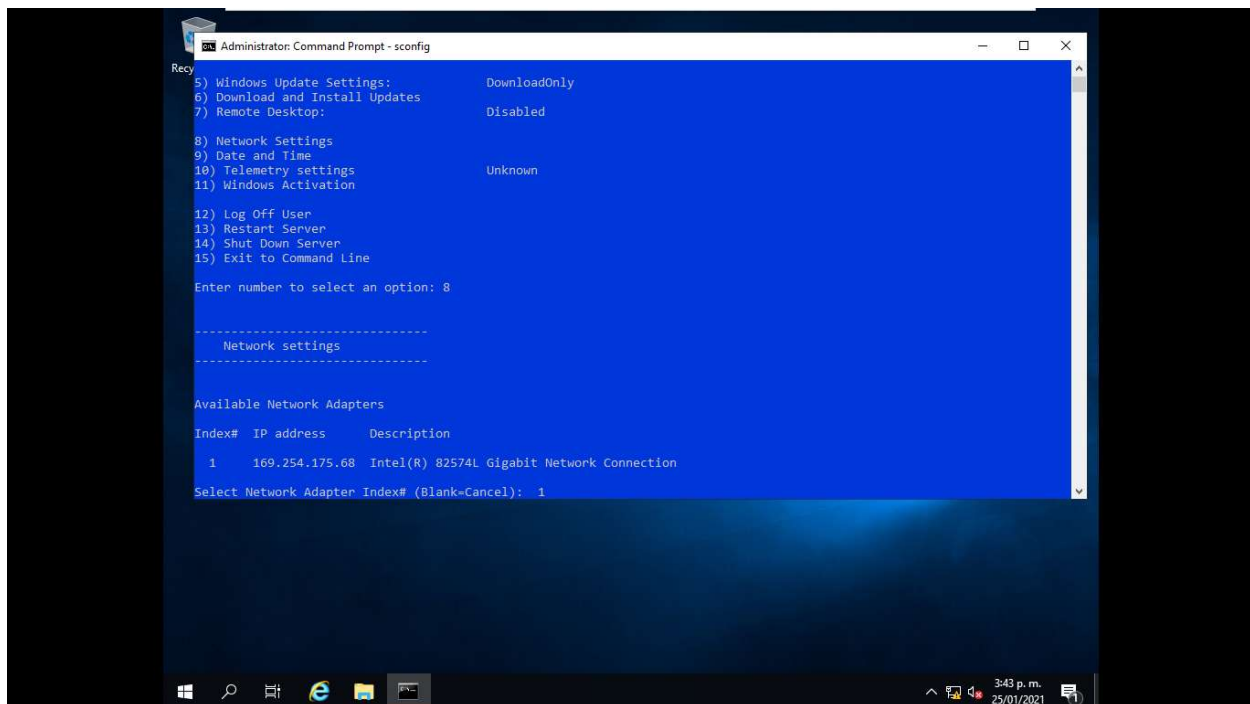 Administrator: Command Prompt - sconfig
Recy
5) Windows Update Settings: DownloadOnly
6) Download and Install Updates
7) Remote Desktop: Disabled
8) Network Settings
9) Date and Time
10) Telemetry settings Unknown
11) Windows Activation
12) Log Off User
13) Restart Server
14) Shut Down Server
15) Exit to Command Line
Enter number to select an option: 8
--------------------------------
Network settings
--------------------------------
Available Network Adapters
Index# IP address Description
1 169.254.175.68 Intel(R) 82574L Gigabit Network Connection
Select Network Adapter Index# (Blank=Cancel): 1
3:43 p. m.
25/01/2021
1